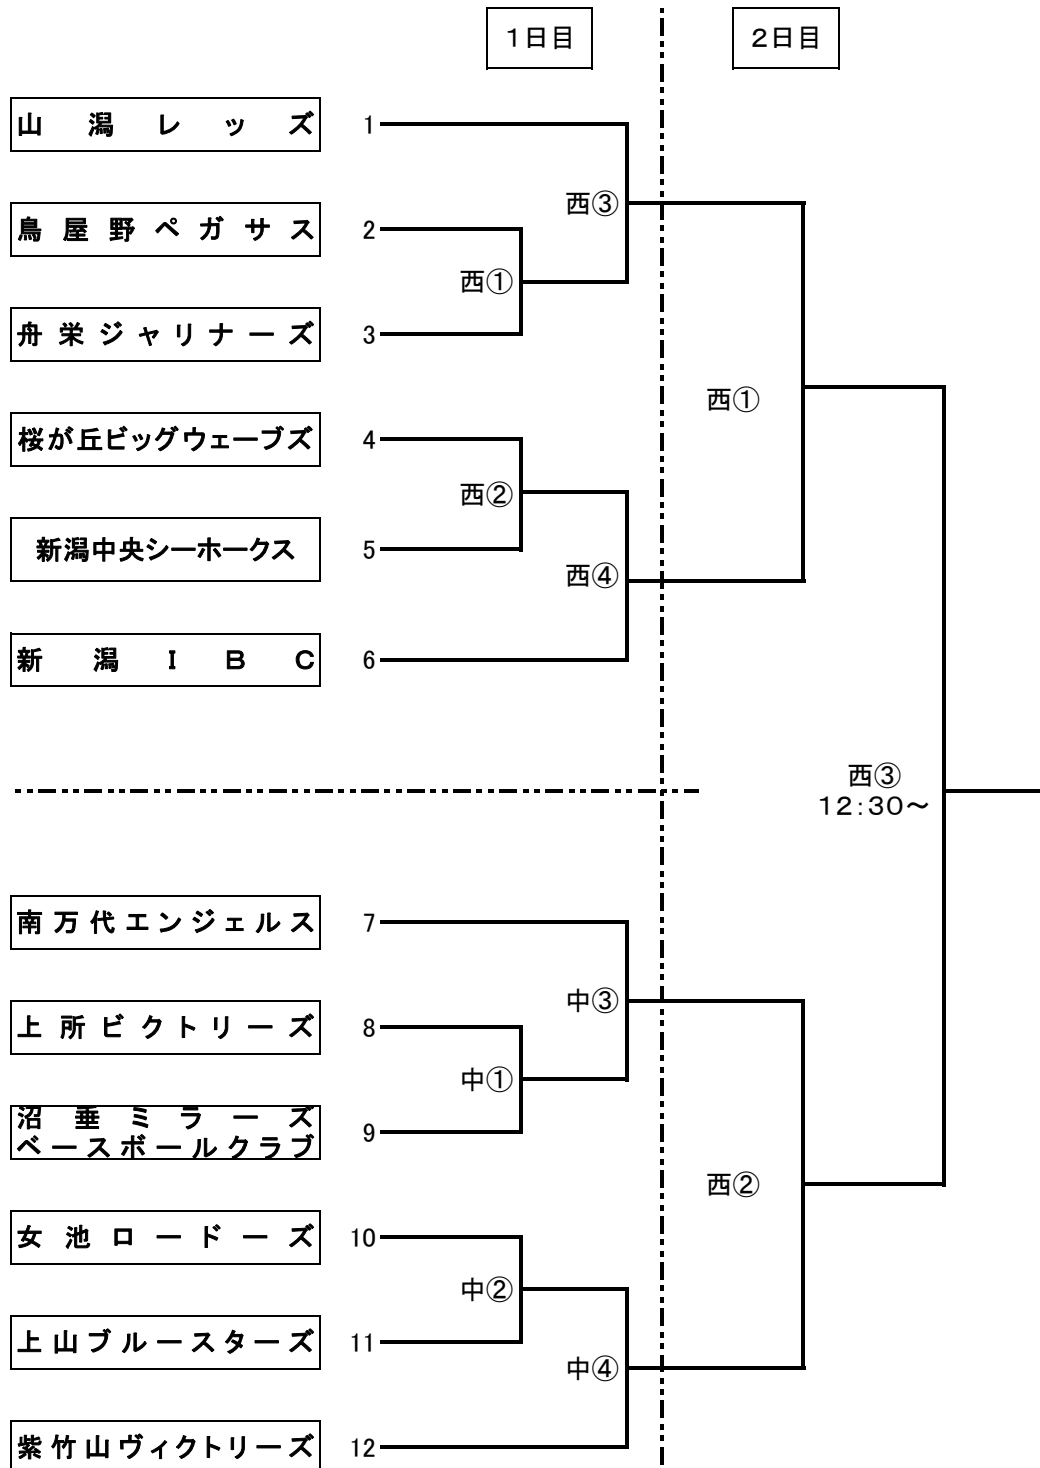 1日目
2日目
山潟レッズ 1
西③
鳥屋野ペガサス 2
西①
舟栄ジャリナーズ 3
西①
桜が丘ビッグウェーブズ 4
西②
新潟中央シーホークス 5
西④
新潟IBC 6
西③
12:30～
南万代エンジェルス 7
中③
上所ビクトリーズ 8
中①
沼垂ミラーズ
ベースボールクラブ 9
西②
女池ロードーズ 10
中②
上山ブルースターズ 11
中④
紫竹山ヴィクトリーズ 12